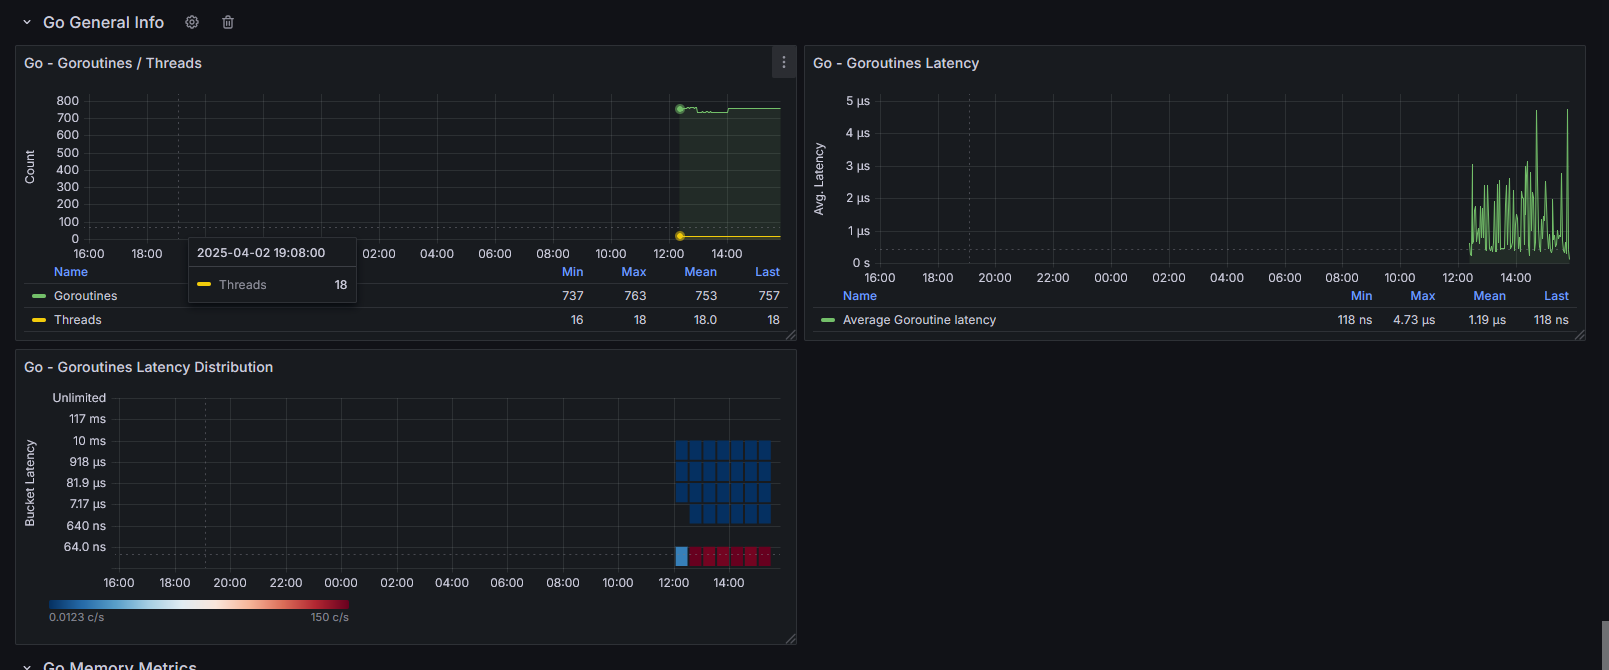 Go General Info
Go - Goroutines / Threads
800
700
600
500
400
300
200
100
0
Count
16:00 18:00 02:00 04:00 06:00 08:00 10:00 12:00 14:00
2025-04-02 19:08:00
Threads 18
Name Min Max Mean Last
Goroutines 737 763 753 757
Threads 16 18 18.0 18
Go - Goroutines Latency
5 µs
4 µs
3 µs
2 µs
1 µs
0 s
Avg. Latency
16:00 18:00 20:00 22:00 00:00 02:00 04:00 06:00 08:00 10:00 12:00 14:00
Name Min Max Mean Last
Average Goroutine latency 118 ns 4.73 µs 1.19 µs 118 ns
Go - Goroutines Latency Distribution
Unlimited
117 ms
10 ms
918 µs
81.9 µs
7.17 µs
640 ns
64.0 ns
Bucket Latency
16:00 18:00 20:00 22:00 00:00 02:00 04:00 06:00 08:00 10:00 12:00 14:00
0.0123 c/s 150 c/s
Go Memory Metrics